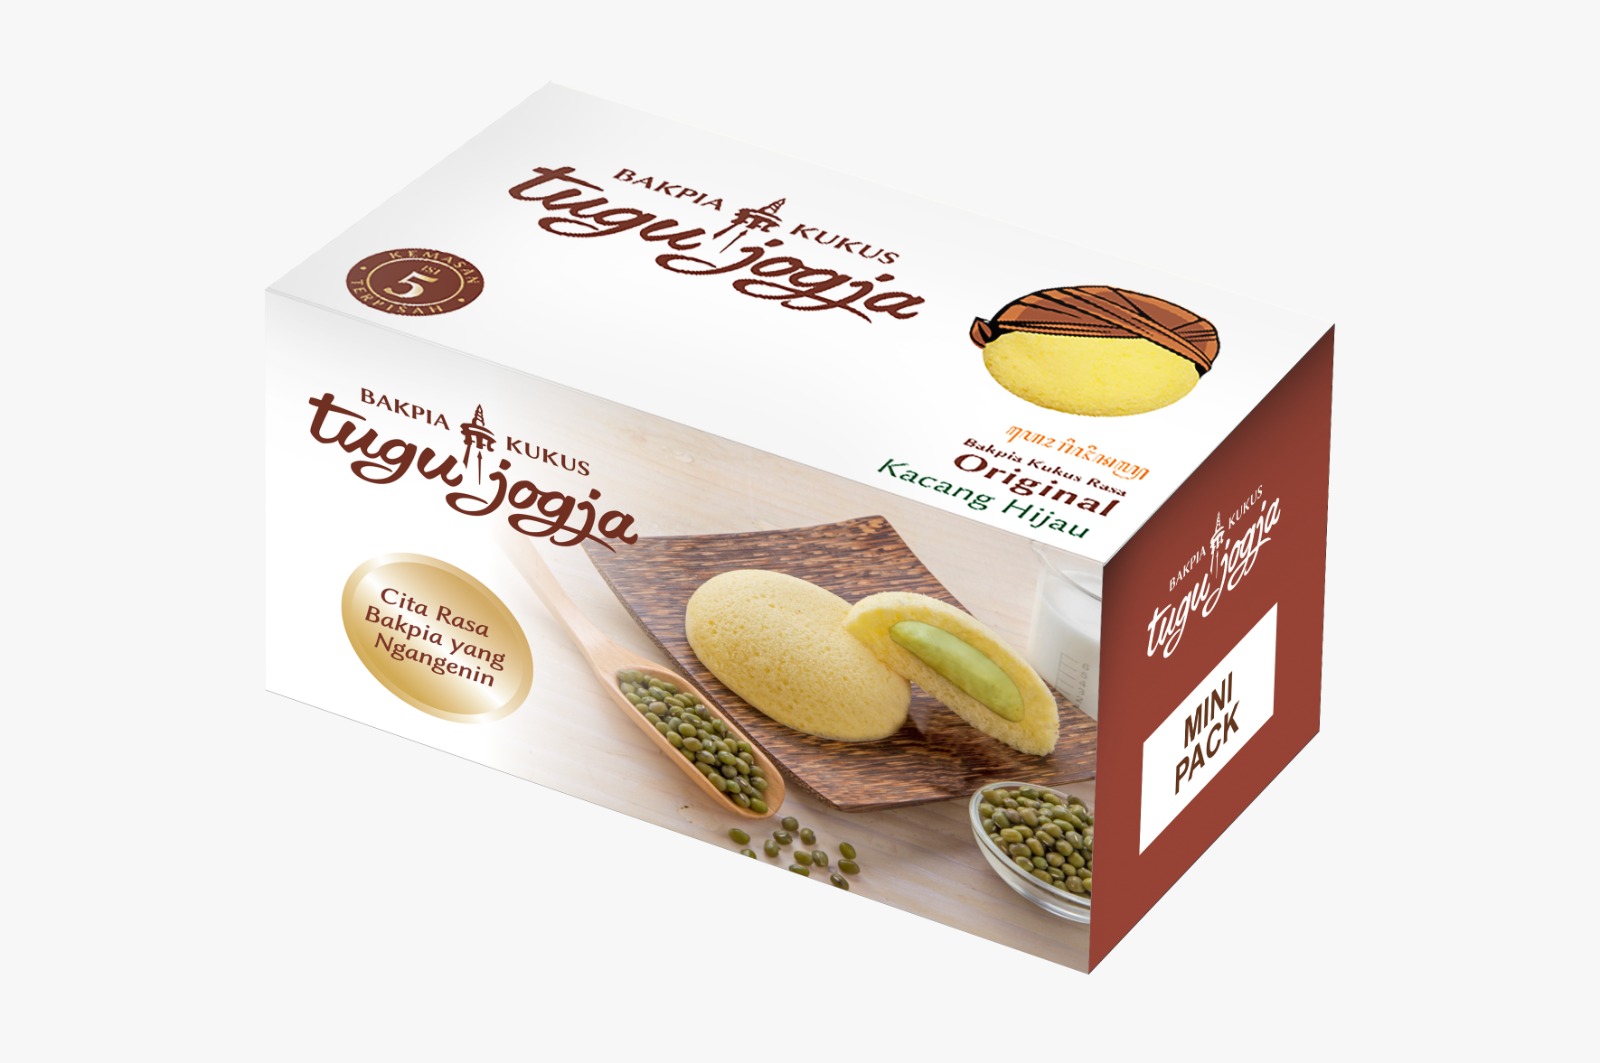 BAKPIA KUKUS
tugu jogja
KEMASAN
ISI
5
TERPISAH
Bakpia Kukus Rasa
Original
Kacang Hijau
BAKPIA KUKUS
tugu jogja
Cita Rasa
Bakpia yang
Ngangenin
BAKPIA KUKUS
tugu jogja
MINI
PACK